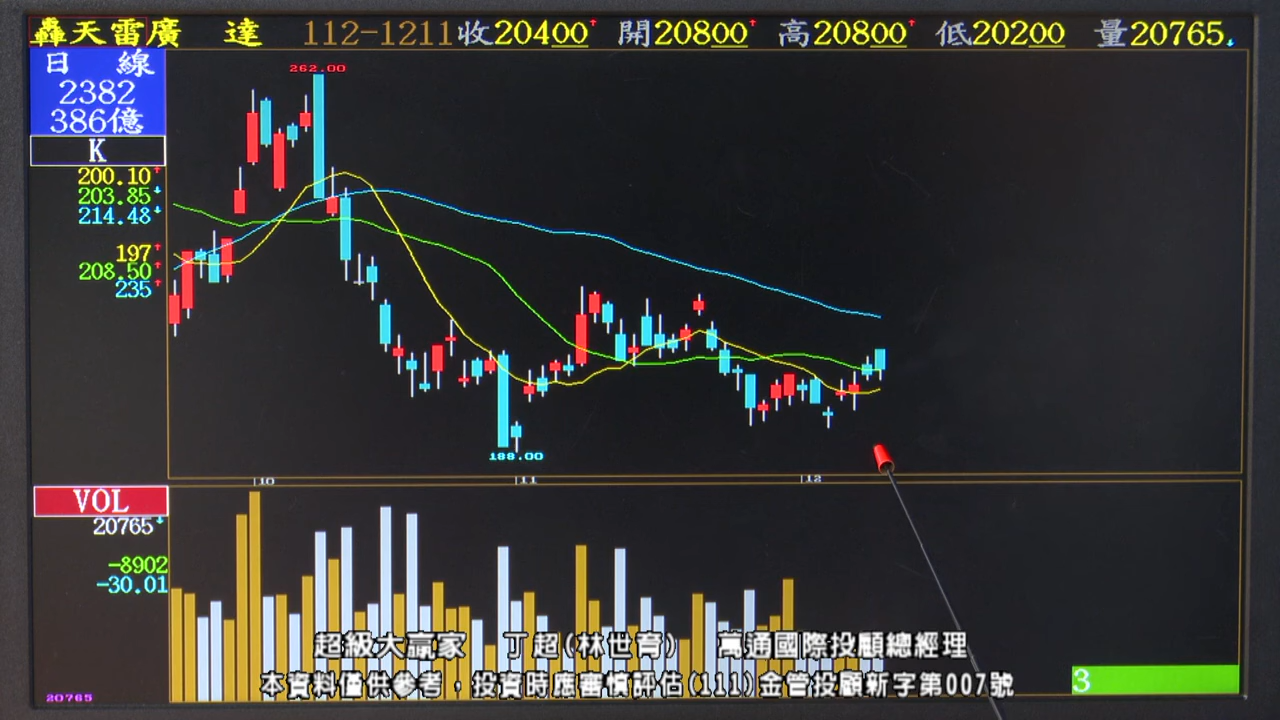 轟天雷廣 達 112-1211收20400↑ 開20800↑ 高20800↑ 低20200 量20765↓
日 線
2382
386億
K
262.00
200.10↑
203.85↓
214.48↓
197↑
208.50↑
235↑
188.00
10 11 12
VOL
20765↓
-8902
-30.01
超級大贏家 丁超(林世育) 萬通國際投顧總經理
本資料僅供參考，投資時應審慎評估(111)金管投顧新字第007號
3
20765